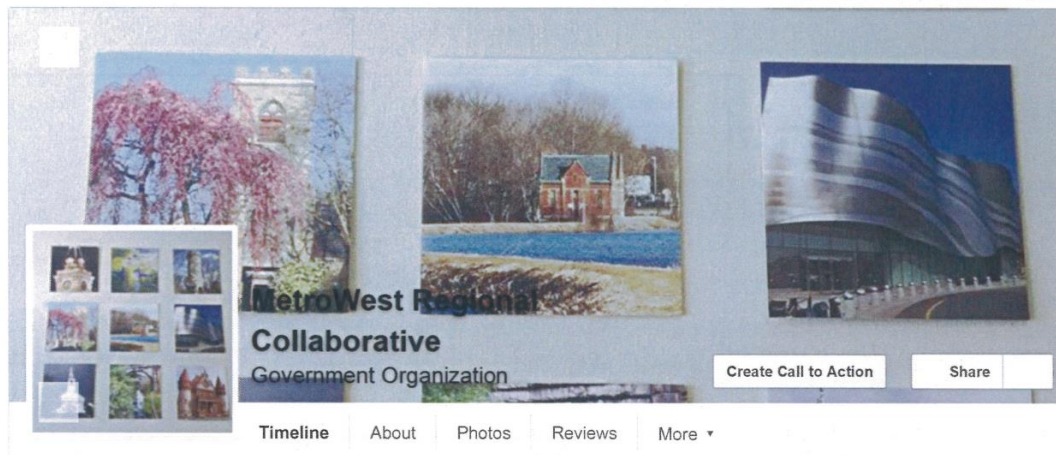 MetroWest Regional
Collaborative
Government Organization
Create Call to Action
Share
Timeline About Photos Reviews More